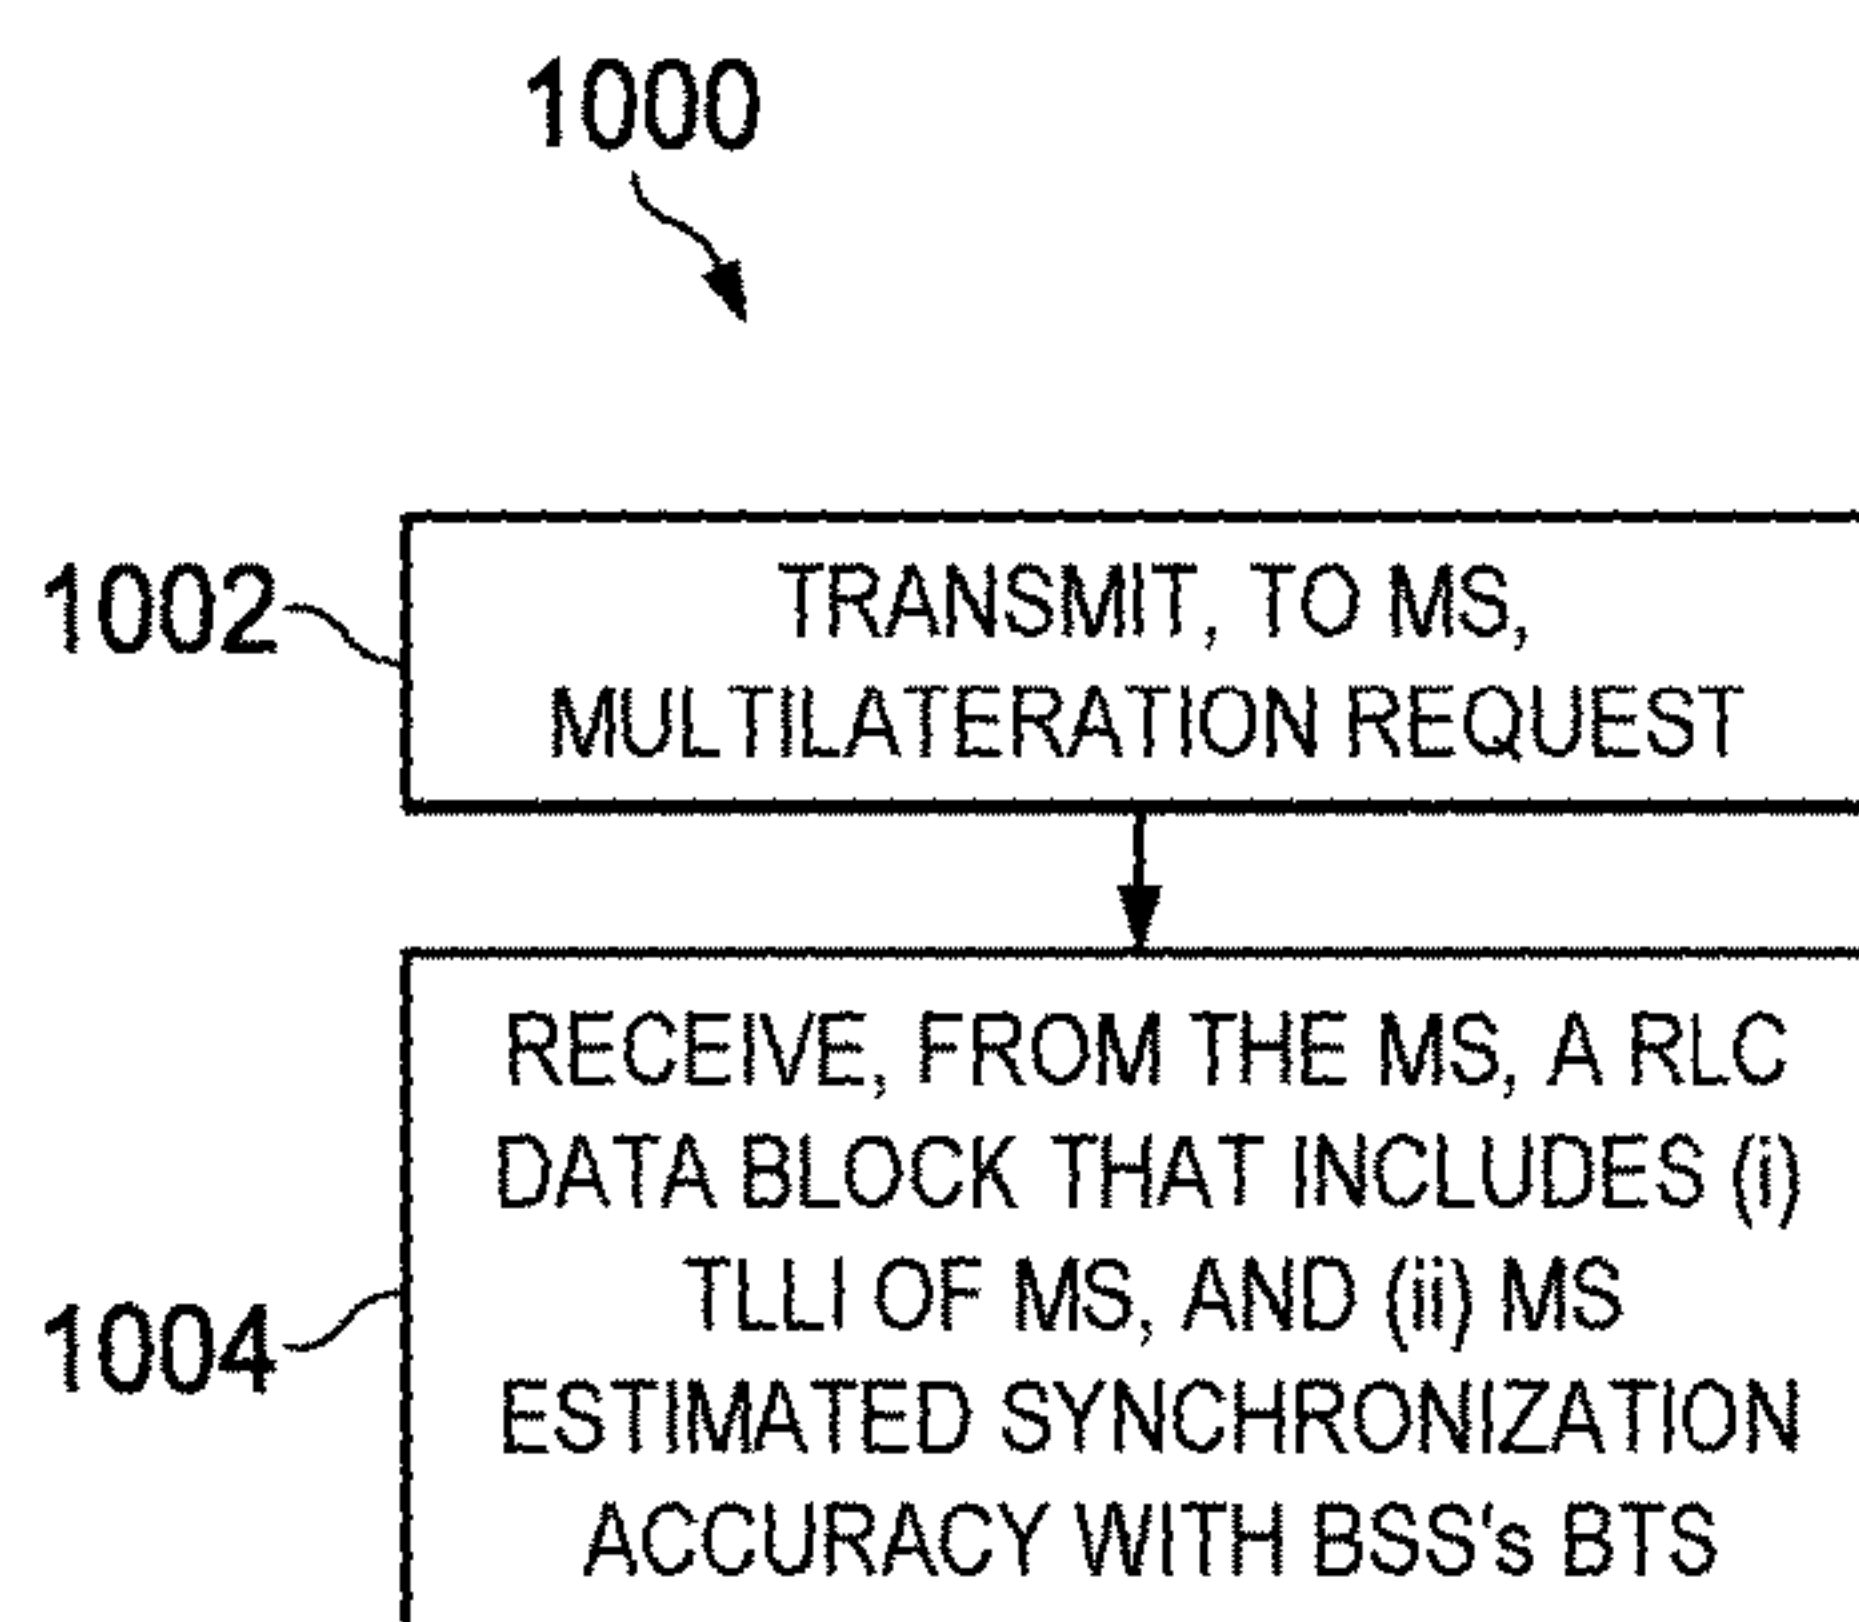 1000
1002
TRANSMIT, TO MS,
MULTILATERATION REQUEST
1004
RECEIVE, FROM THE MS, A RLC
DATA BLOCK THAT INCLUDES (i)
TLLI OF MS, AND (ii) MS
ESTIMATED SYNCHRONIZATION
ACCURACY WITH BSS's BTS